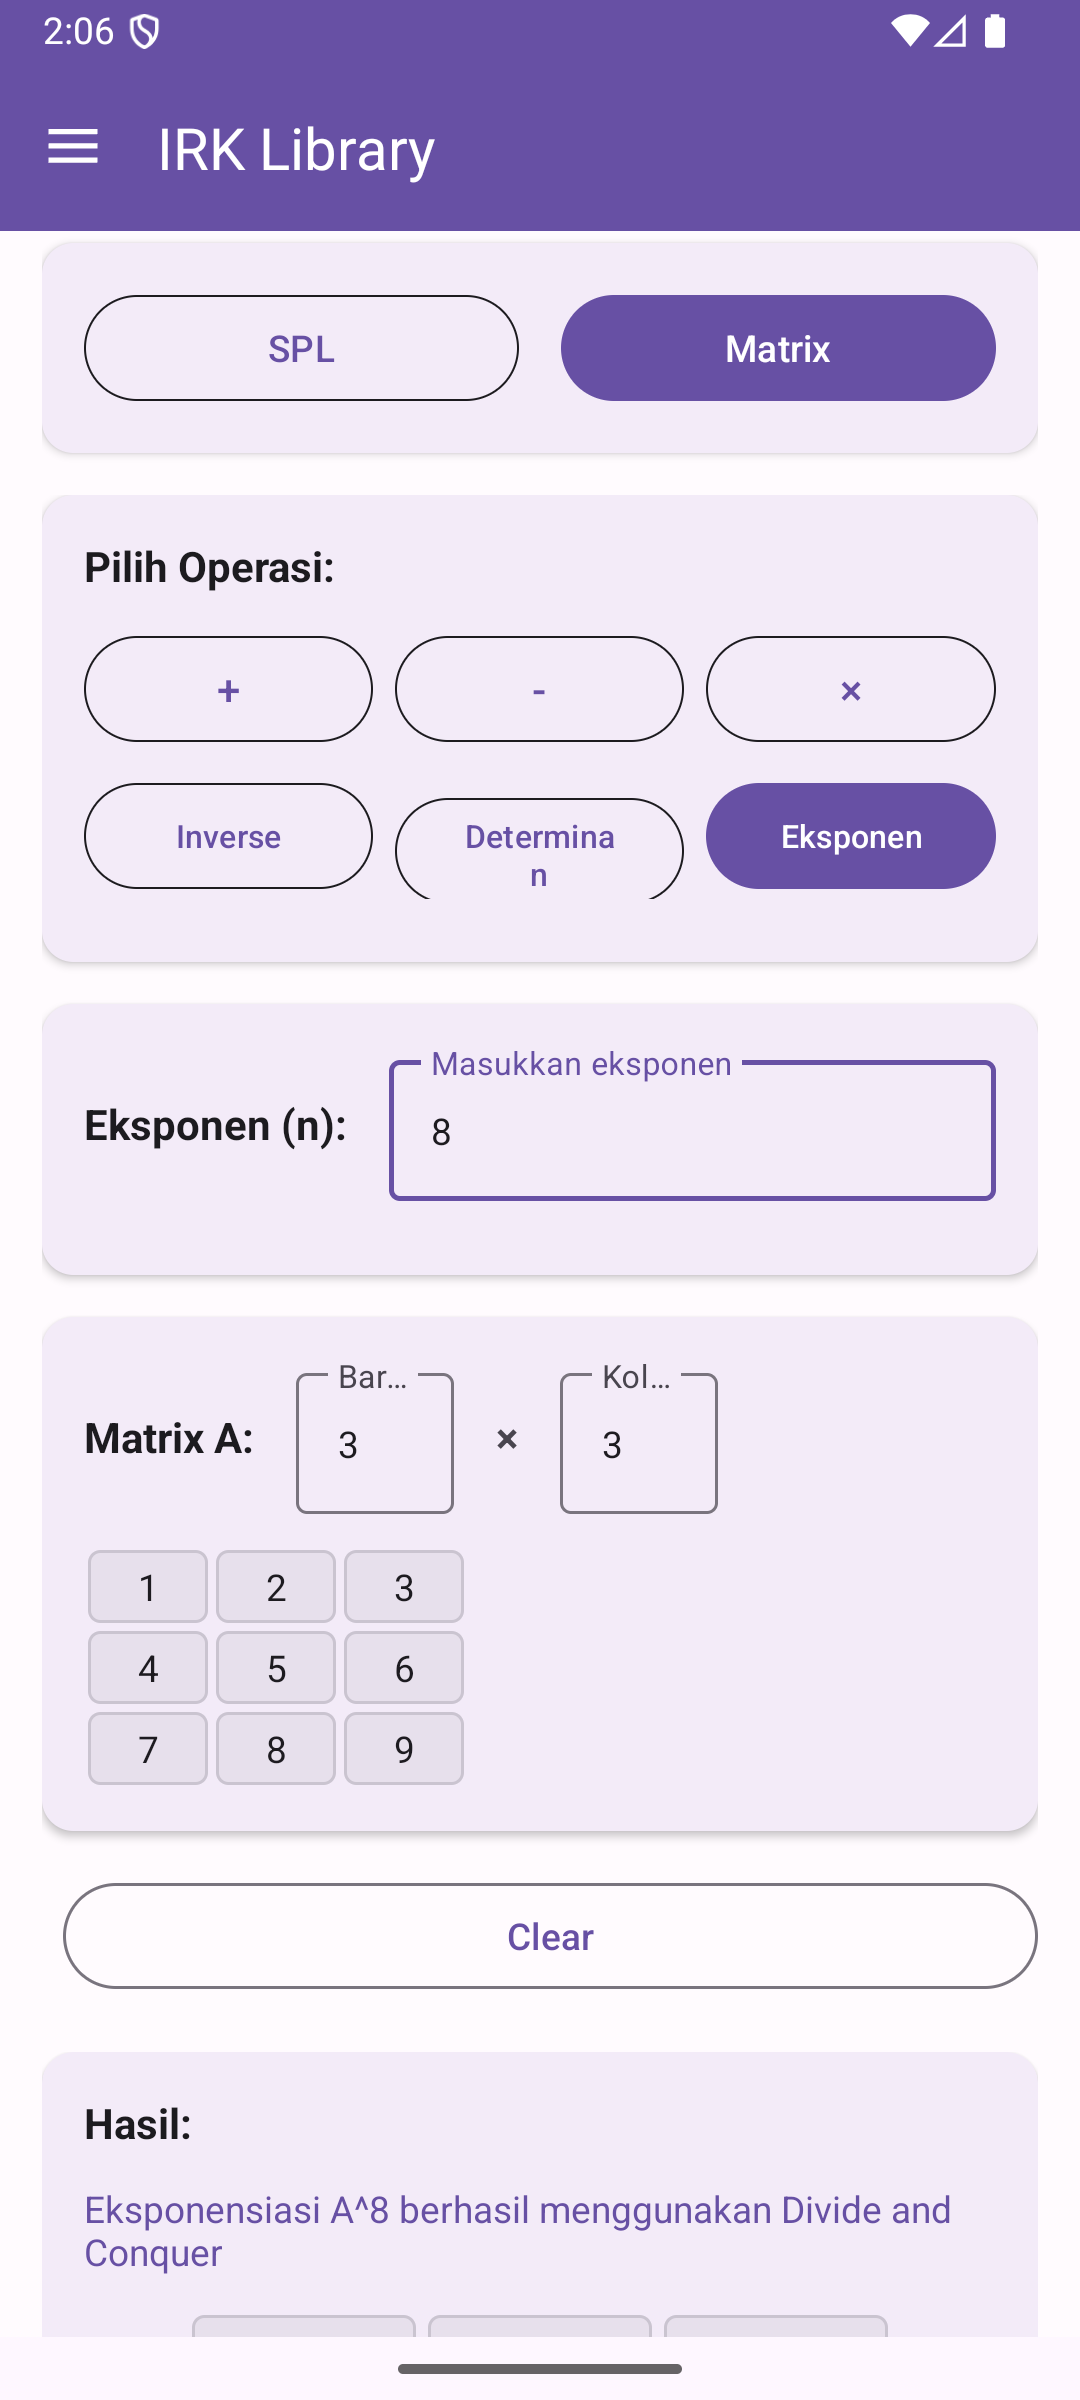 2:06
IRK Library
SPL Matrix
Pilih Operasi:
+ - ×
Inverse Determina Eksponen
n
Masukkan eksponen
Eksponen (n): 8
Bar... Kol...
Matrix A: 3 × 3
1 2 3
4 5 6
7 8 9
Clear
Hasil:
Eksponensiasi A^8 berhasil menggunakan Divide and
Conquer